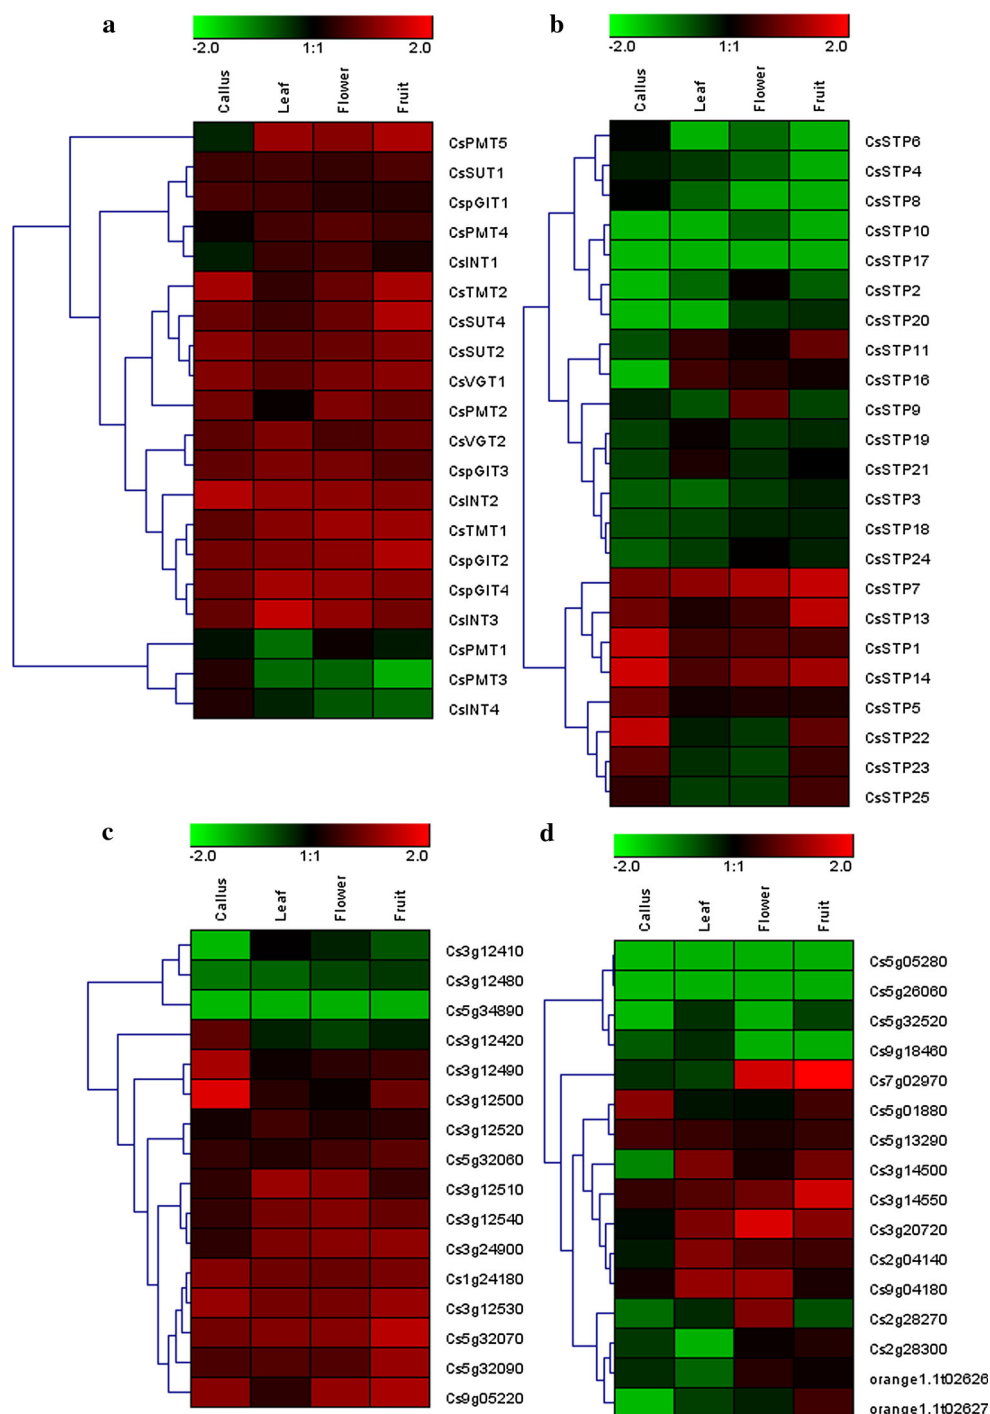 a
-2.0 1:1 2.0
Callus Leaf Flower Fruit
CsPMT5
CsSUT1
CspGlT1
CsPMT4
CsINT1
CsTMT2
CsSUT4
CsSUT2
CsVGT1
CsPMT2
CsVGT2
CspGlT3
CsINT2
CsTMT1
CspGlT2
CspGlT4
CsINT3
CsPMT1
CsPMT3
CsINT4
b
-2.0 1:1 2.0
Callus Leaf Flower Fruit
CsSTP6
CsSTP4
CsSTP8
CsSTP10
CsSTP17
CsSTP2
CsSTP20
CsSTP11
CsSTP16
CsSTP9
CsSTP19
CsSTP21
CsSTP3
CsSTP18
CsSTP24
CsSTP7
CsSTP13
CsSTP1
CsSTP14
CsSTP5
CsSTP22
CsSTP23
CsSTP25
c
-2.0 1:1 2.0
Callus Leaf Flower Fruit
Cs3g12410
Cs3g12480
Cs5g34890
Cs3g12420
Cs3g12490
Cs3g12500
Cs3g12520
Cs5g32060
Cs3g12510
Cs3g12540
Cs3g24900
Cs1g24180
Cs3g12530
Cs5g32070
Cs5g32090
Cs9g05220
d
-2.0 1:1 2.0
Callus Leaf Flower Fruit
Cs5g05280
Cs5g26060
Cs5g32520
Cs9g18460
Cs7g02970
Cs5g01880
Cs5g13290
Cs3g14500
Cs3g14550
Cs3g20720
Cs2g04140
Cs9g04180
Cs2g28270
Cs2g28300
orange1.1t02626
orange1.1t02627